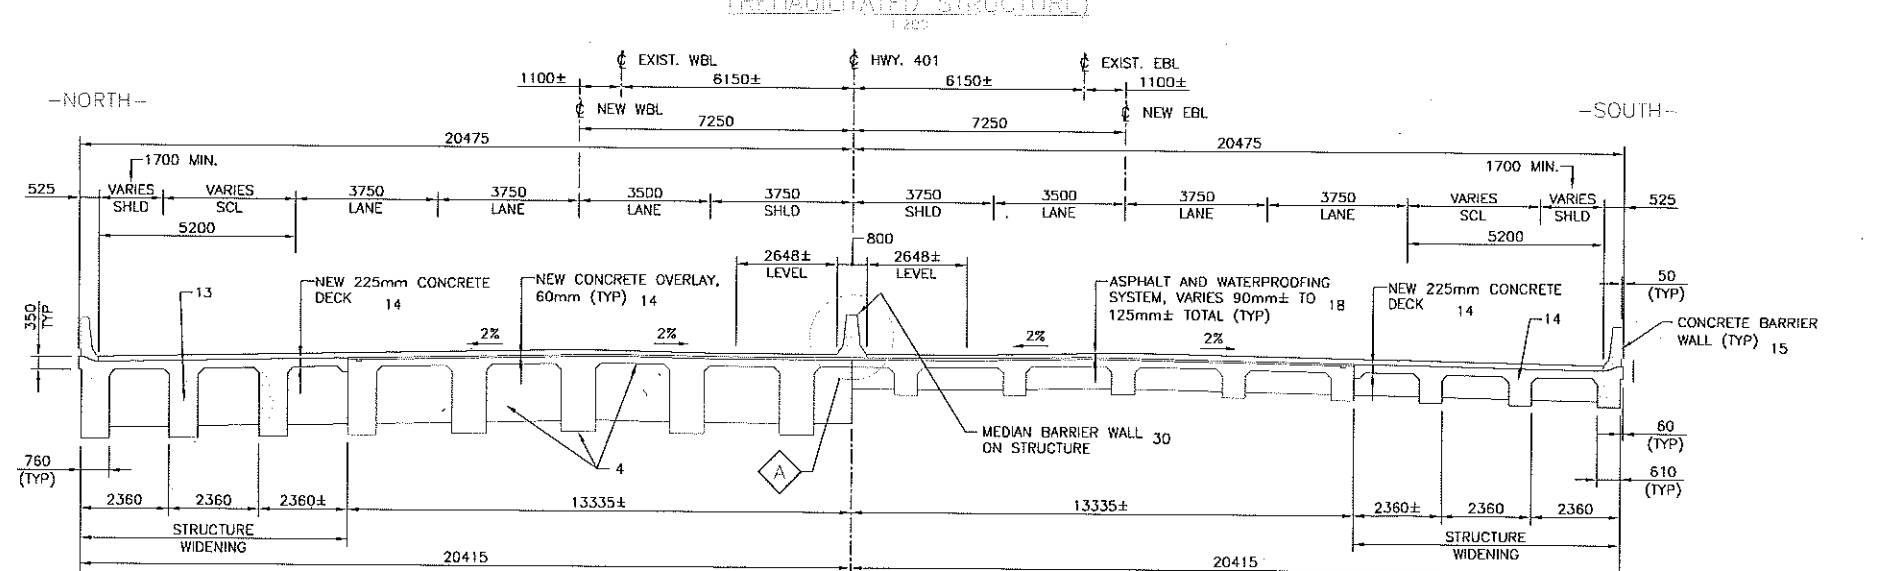 (REHABILITATED STRUCTURE)
1:200
℄ EXIST. WBL
℄ HWY. 401
℄ EXIST. EBL
1100±
6150±
6150±
1100±
-NORTH-
℄ NEW WBL
℄ NEW EBL
-SOUTH-
7250
7250
20475
20475
1700 MIN.
1700 MIN.
525
VARIES
SHLD
VARIES
SCL
3750
LANE
3750
LANE
3500
LANE
3750
SHLD
3750
SHLD
3500
LANE
3750
LANE
3750
LANE
VARIES
SCL
VARIES
SHLD
525
5200
5200
800
2648±
LEVEL
2648±
LEVEL
13
NEW 225mm CONCRETE
DECK 14
NEW CONCRETE OVERLAY,
60mm (TYP) 14
ASPHALT AND WATERPROOFING
SYSTEM, VARIES 90mm± TO 18
125mm± TOTAL (TYP)
NEW 225mm CONCRETE
DECK 14
50
(TYP)
350
TYP
14
CONCRETE BARRIER
WALL (TYP) 15
2%
2%
2%
2%
MEDIAN BARRIER WALL 30
ON STRUCTURE
60
(TYP)
4
A
760
(TYP)
610
(TYP)
2360
2360
2360±
13335±
13335±
2360±
2360
2360
STRUCTURE
WIDENING
STRUCTURE
WIDENING
20415
20415